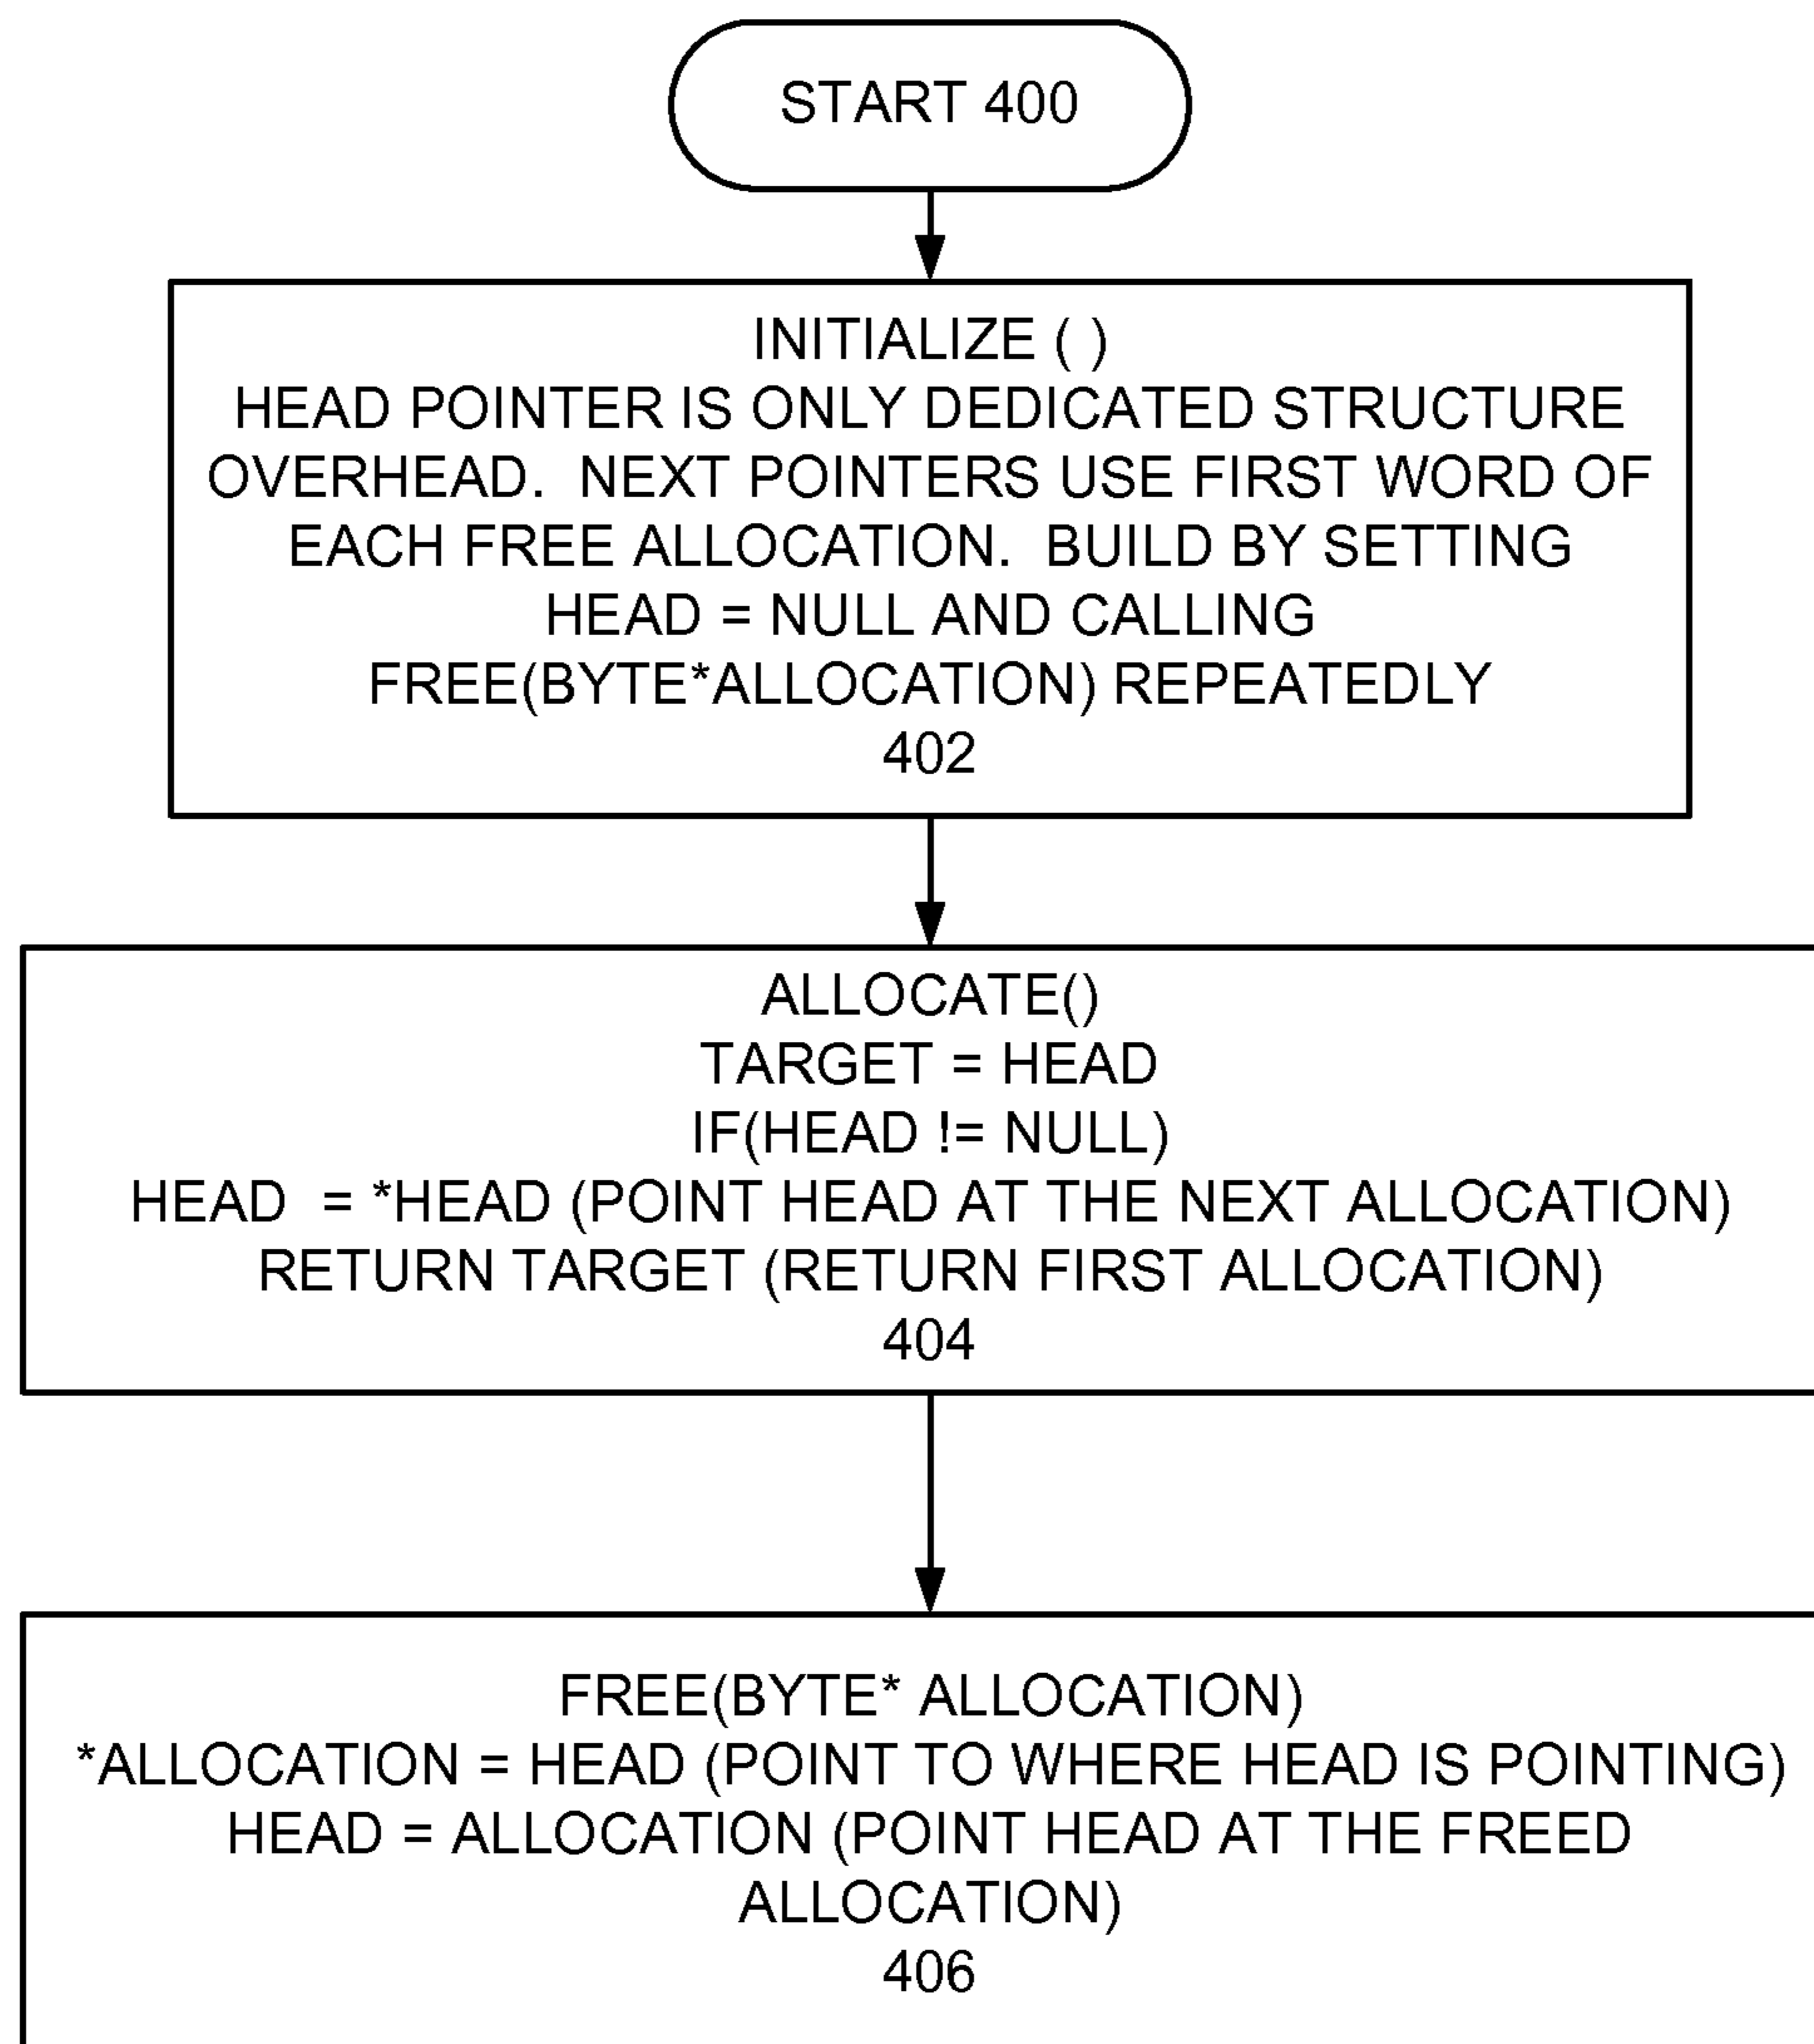 START 400
INITIALIZE ( )
HEAD POINTER IS ONLY DEDICATED STRUCTURE
OVERHEAD. NEXT POINTERS USE FIRST WORD OF
EACH FREE ALLOCATION. BUILD BY SETTING
HEAD = NULL AND CALLING
FREE(BYTE*ALLOCATION) REPEATEDLY
402
ALLOCATE()
TARGET = HEAD
IF(HEAD != NULL)
HEAD = *HEAD (POINT HEAD AT THE NEXT ALLOCATION)
RETURN TARGET (RETURN FIRST ALLOCATION)
404
FREE(BYTE* ALLOCATION)
*ALLOCATION = HEAD (POINT TO WHERE HEAD IS POINTING)
HEAD = ALLOCATION (POINT HEAD AT THE FREED
ALLOCATION)
406